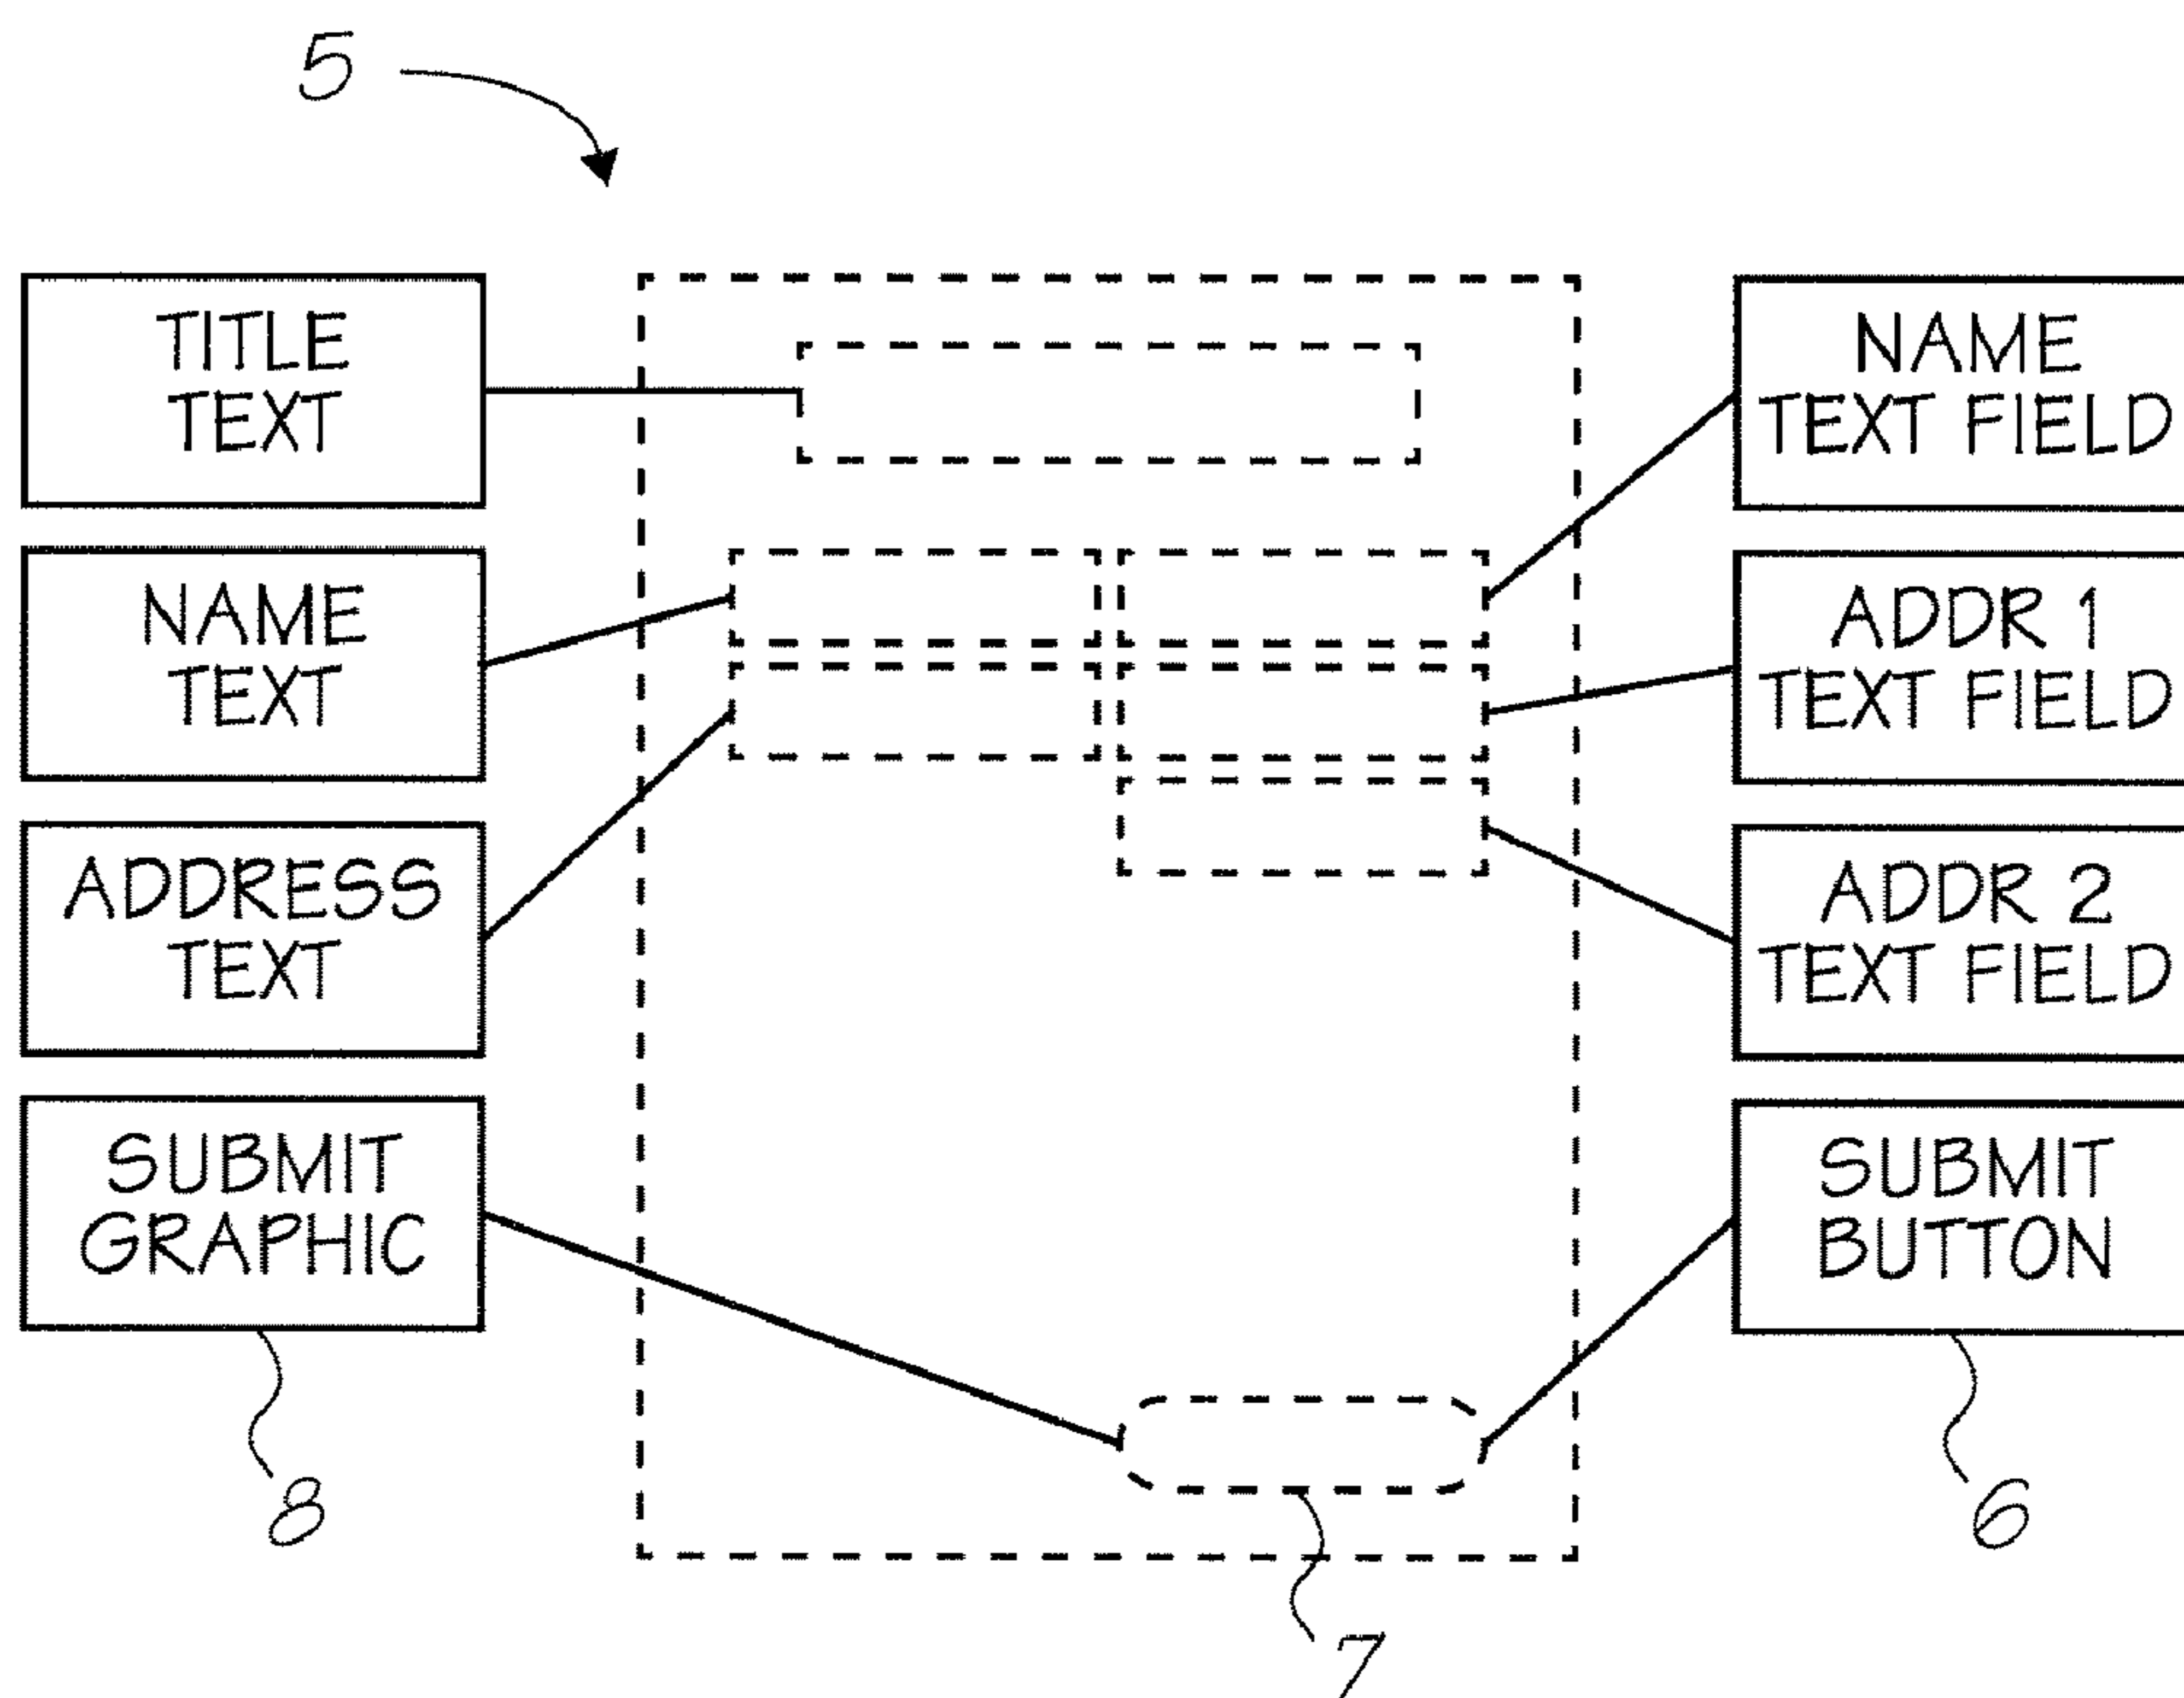 5
TITLE
TEXT
NAME
TEXT
ADDRESS
TEXT
SUBMIT
GRAPHIC
8
NAME
TEXT FIELD
ADDR 1
TEXT FIELD
ADDR 2
TEXT FIELD
SUBMIT
BUTTON
6
7